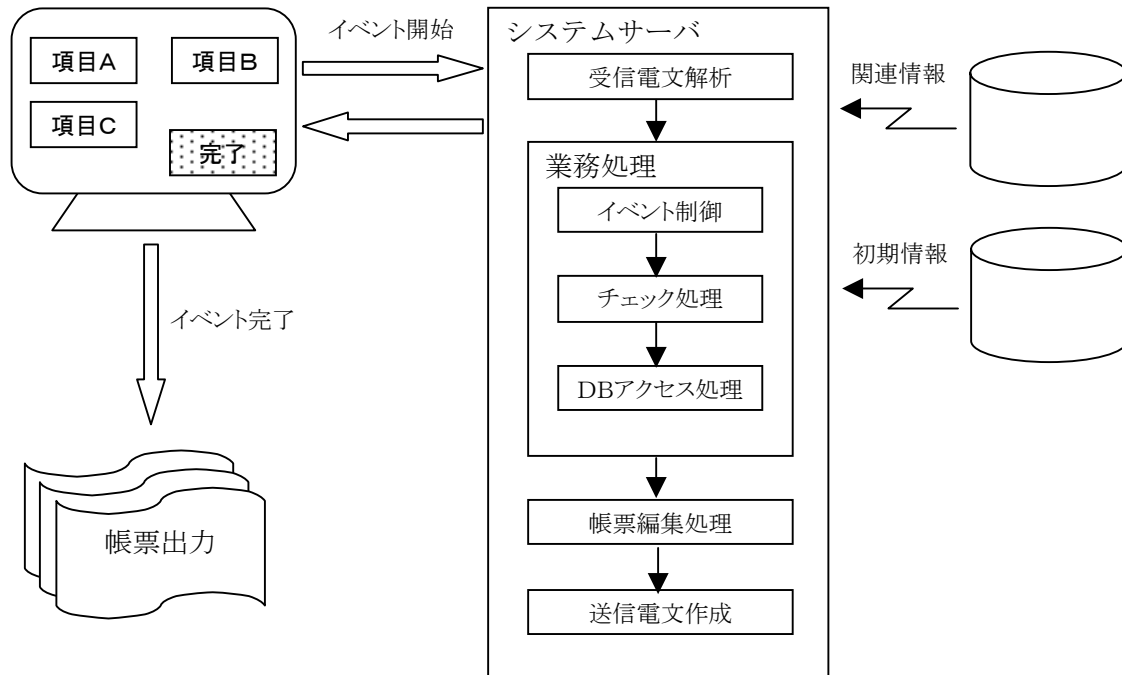 項目A
項目B
項目C
完了
イベント開始
イベント完了
帳票出力
システムサーバ
受信電文解析
業務処理
イベント制御
チェック処理
DBアクセス処理
帳票編集処理
送信電文作成
関連情報
初期情報